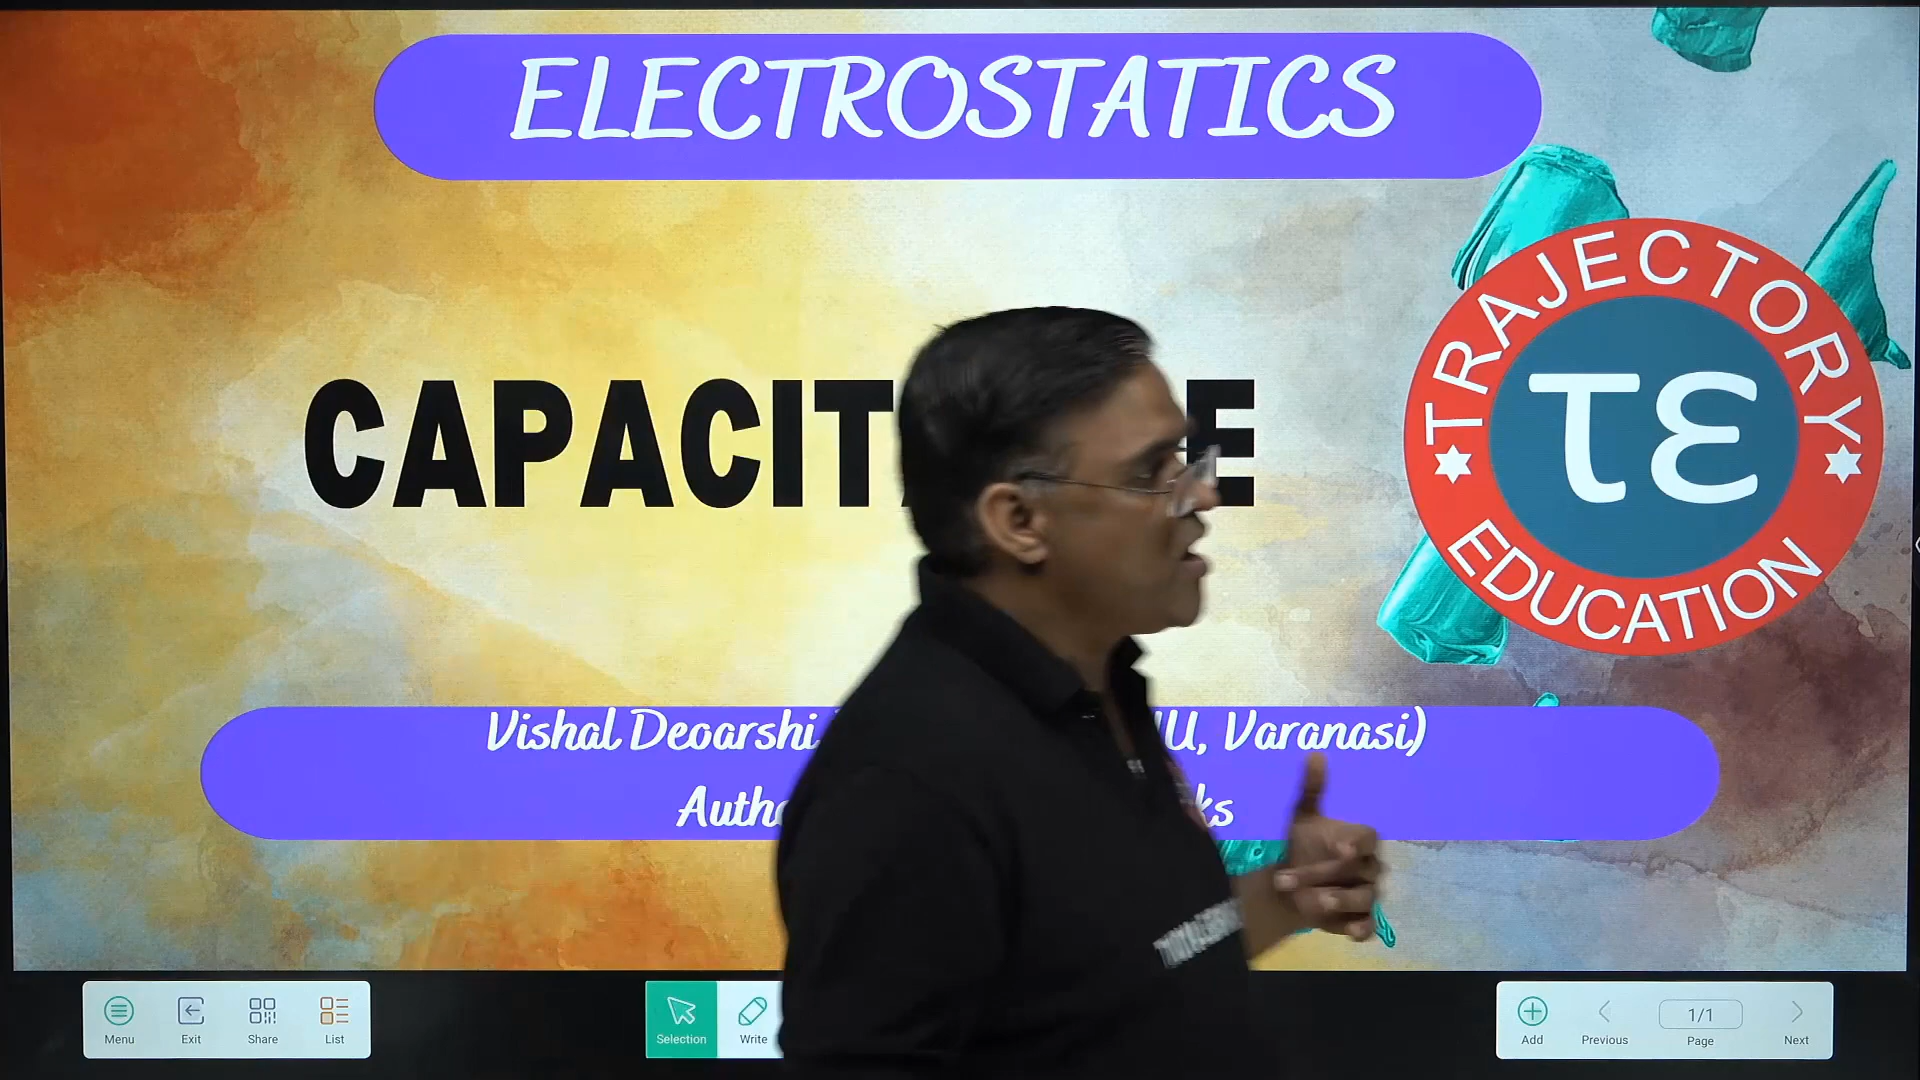 ELECTROSTATICS
TRAJECTORY
τε
EDUCATION
CAPACIT E
Vishal Deoarshi U, Varanasi)
Autho ks
Menu
Exit
Share
List
Selection
Write
Add
Previous
1/1
Page
Next